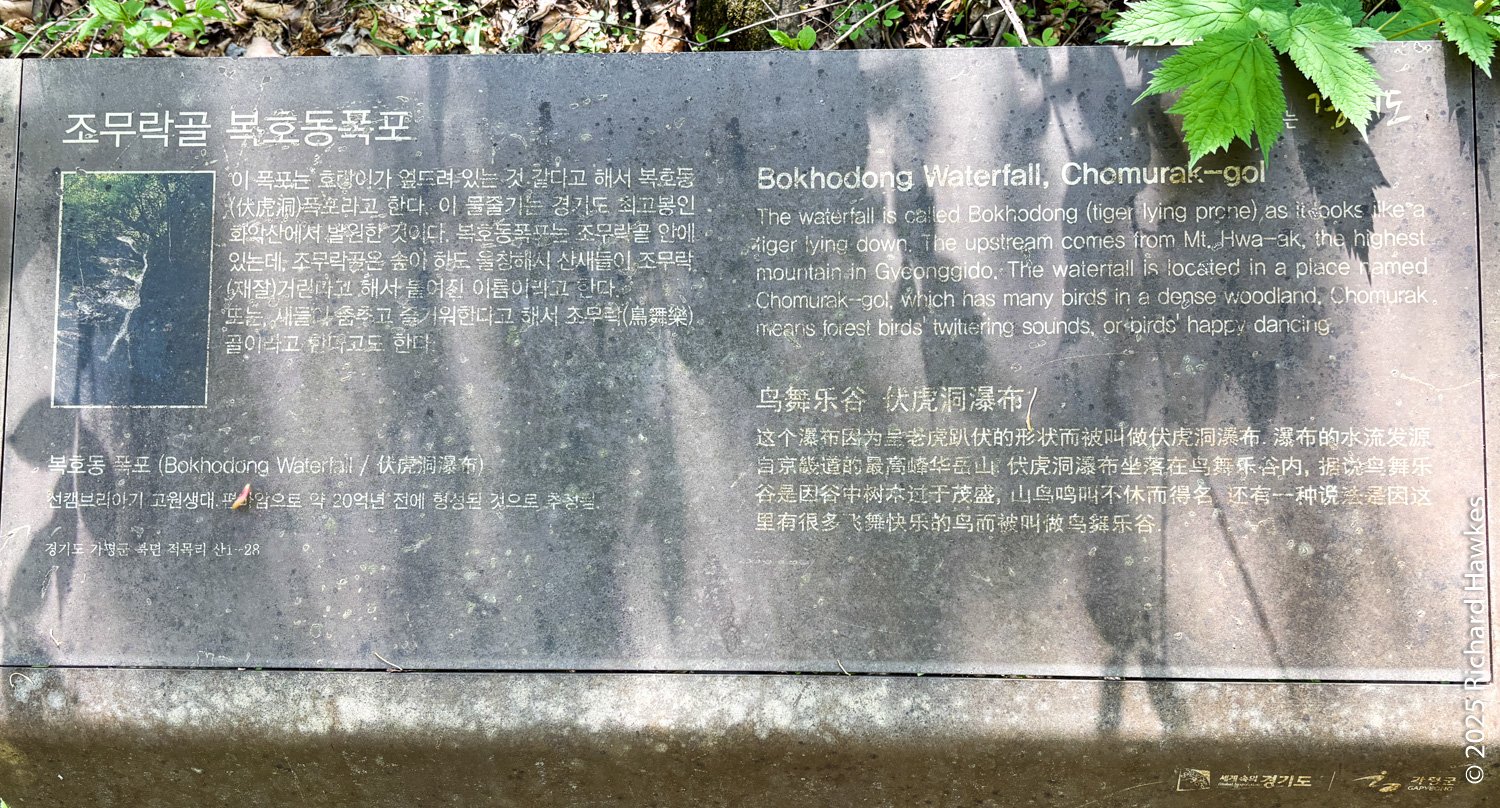 조무락골 복호동폭포
이 폭포는 호랑이가 엎드려 있는 것 같다고 해서 복호동
(伏虎洞)폭포라고 한다. 이 물줄기는 경기도 최고봉인
화악산에서 발원한 것이다. 복호동폭포는 조무락골 안에
있는데, 조무락골은 숲이 하도 울창해서 산새들이 조무락
(재잘)거린다고 해서 붙여진 이름이라고 한다.
또는, 새들이 춤추고 즐거워한다고 해서 조무락(鳥舞樂)
골이라고 한다고도 한다.
복호동 폭포 (Bokhodong Waterfall / 伏虎洞瀑布)
선캠브리아기 고원생대 편마암으로 약 20억년 전에 형성된 것으로 추정됨.
경기도 가평군 북면 적목리 산1-28
는
도
Bokhodong Waterfall, Chomurak-gol
The waterfall is called Bokhodong (tiger lying prone) as it looks like a
tiger lying down. The upstream comes from Mt. Hwa-ak, the highest
mountain in Gyeonggido. The waterfall is located in a place named
Chomurak-gol, which has many birds in a dense woodland, Chomurak
means forest birds' twittering sounds, or birds' happy dancing.
鸟舞乐谷 伏虎洞瀑布
这个瀑布因为呈老虎趴伏的形状而被叫做伏虎洞瀑布. 瀑布的水流发源
自京畿道的最高峰华岳山. 伏虎洞瀑布坐落在鸟舞乐谷内, 据说鸟舞乐
谷是因谷中树木过于茂盛, 山鸟鸣叫不休而得名. 还有一种说法是因这
里有很多飞舞快乐的鸟而被叫做鸟舞乐谷.
세계 속의 경기도
가평군
GAPYEONG
© 2025 Richard Hawkes